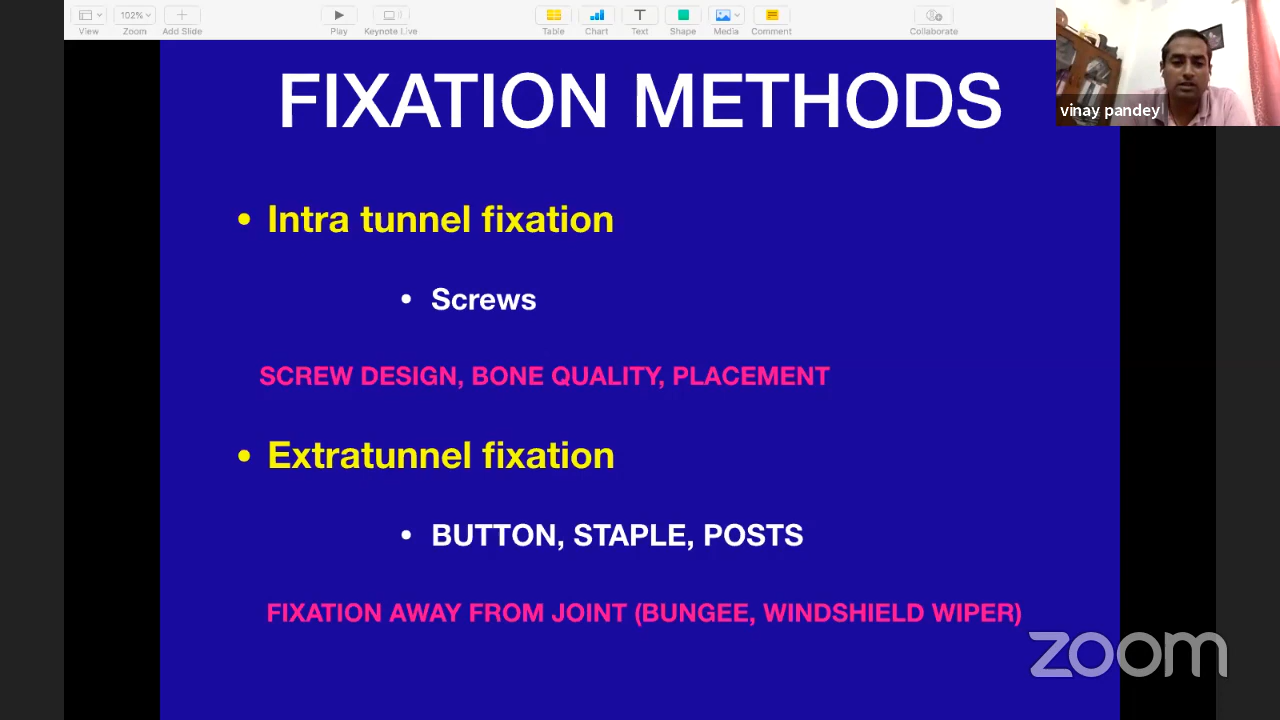 102%
View
Zoom
Add Slide
Play
Keynote Live
Table
Chart
Text
Shape
Media
Comment
Collaborate
vinay pandey
FIXATION METHODS
• Intra tunnel fixation
• Screws
SCREW DESIGN, BONE QUALITY, PLACEMENT
• Extratunnel fixation
• BUTTON, STAPLE, POSTS
FIXATION AWAY FROM JOINT (BUNGEE, WINDSHIELD WIPER)
zoom